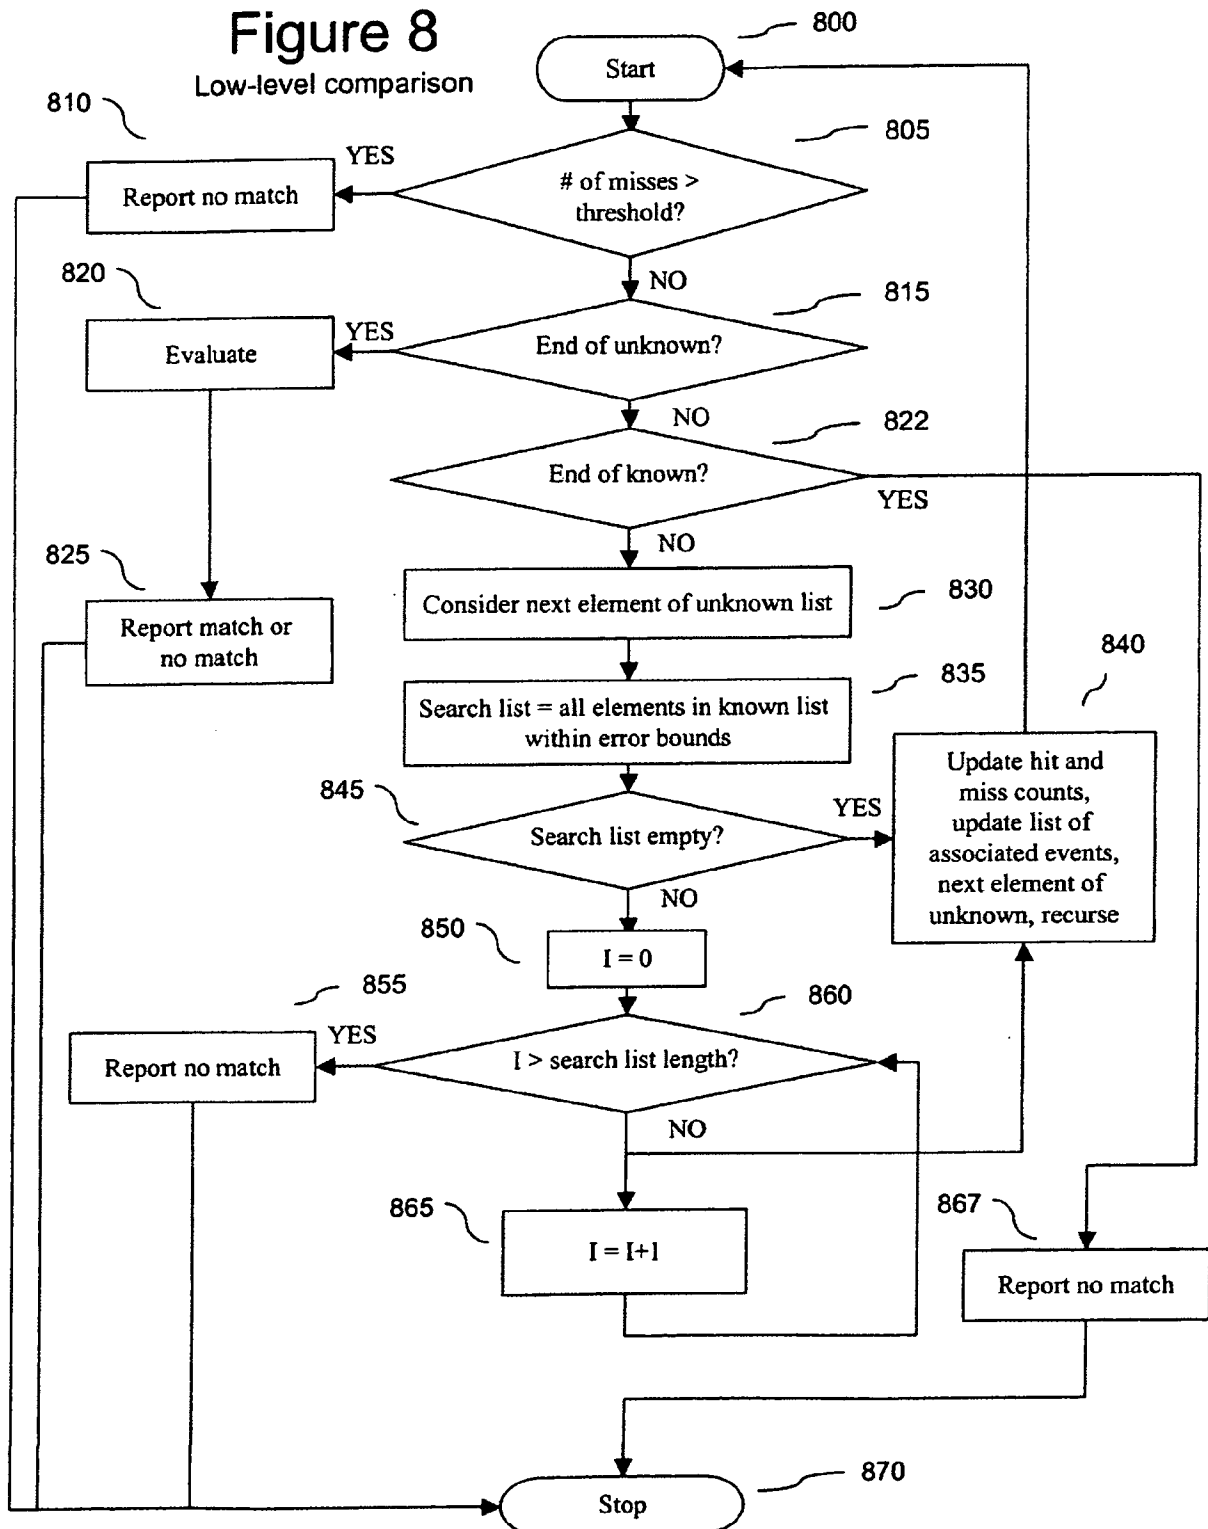 Figure 8
Low-level comparison
800
Start
805
# of misses >
threshold?
YES
810
Report no match
NO
815
End of unknown?
YES
820
Evaluate
NO
822
End of known?
YES
NO
825
Report match or
no match
830
Consider next element of unknown list
835
Search list = all elements in known list
within error bounds
840
Update hit and
miss counts,
update list of
associated events,
next element of
unknown, recurse
845
Search list empty?
YES
NO
850
I = 0
855
Report no match
YES
860
I > search list length?
NO
865
I = I+1
867
Report no match
870
Stop